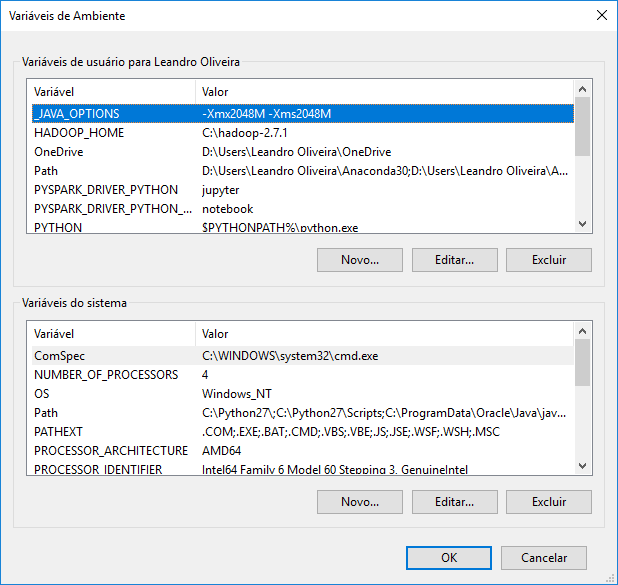 Variáveis de Ambiente
Variáveis de usuário para Leandro Oliveira
Variável Valor
_JAVA_OPTIONS -Xmx2048M -Xms2048M
HADOOP_HOME C:\hadoop-2.7.1
OneDrive D:\Users\Leandro Oliveira\OneDrive
Path D:\Users\Leandro Oliveira\Anaconda30;D:\Users\Leandro Oliveira\A...
PYSPARK_DRIVER_PYTHON jupyter
PYSPARK_DRIVER_PYTHON_... notebook
PYTHON $PYTHONPATH%\python.exe
Novo... Editar... Excluir
Variáveis do sistema
Variável Valor
ComSpec C:\WINDOWS\system32\cmd.exe
NUMBER_OF_PROCESSORS 4
OS Windows_NT
Path C:\Python27\;C:\Python27\Scripts;C:\ProgramData\Oracle\Java\jav...
PATHEXT .COM;.EXE;.BAT;.CMD;.VBS;.VBE;.JS;.JSE;.WSF;.WSH;.MSC
PROCESSOR_ARCHITECTURE AMD64
PROCESSOR_IDENTIFIER Intel64 Family 6 Model 60 Stepping 3, GenuineIntel
Novo... Editar... Excluir
OK Cancelar